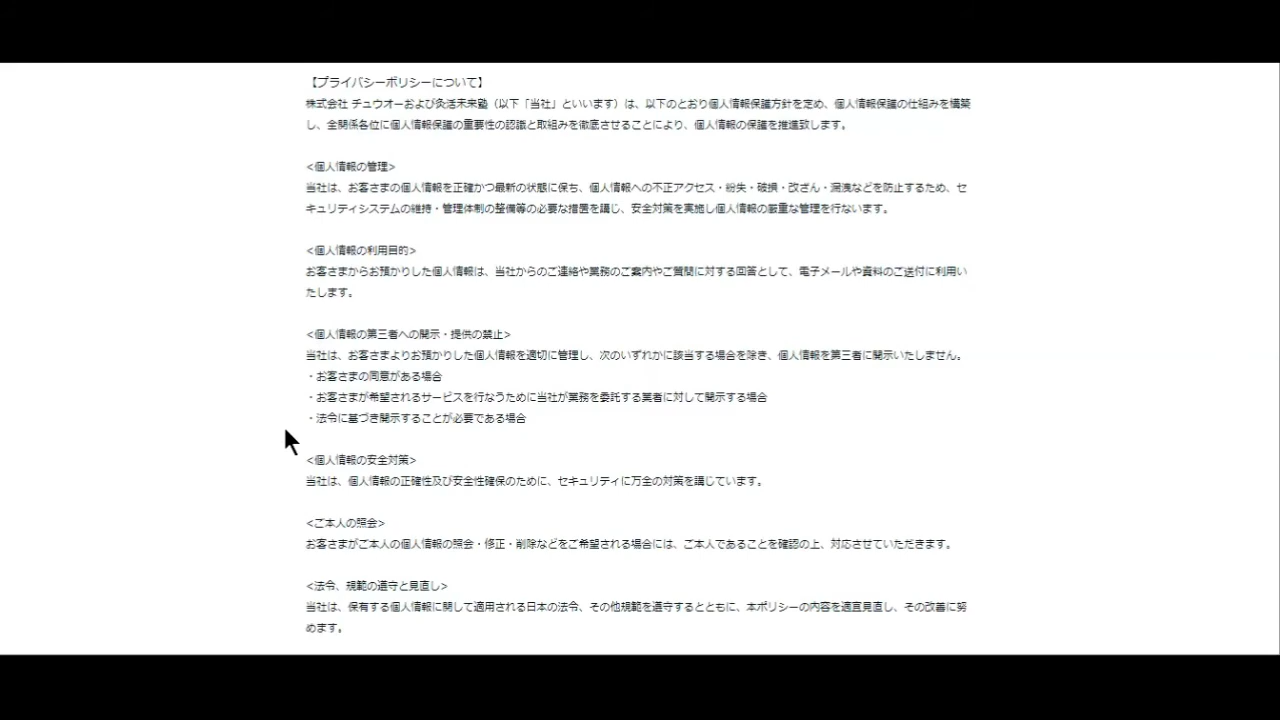 【プライバシーポリシーについて】
株式会社 チュウオーおよび灸活未来塾（以下「当社」といいます）は、以下のとおり個人情報保護方針を定め、個人情報保護の仕組みを構築
し、全関係各位に個人情報保護の重要性の認識と取組みを徹底させることにより、個人情報の保護を推進致します。
<個人情報の管理>
当社は、お客さまの個人情報を正確かつ最新の状態に保ち、個人情報への不正アクセス・紛失・破損・改ざん・漏洩などを防止するため、セ
キュリティシステムの維持・管理体制の整備等の必要な措置を講じ、安全対策を実施し個人情報の厳重な管理を行ないます。
<個人情報の利用目的>
お客さまからお預かりした個人情報は、当社からのご連絡や業務のご案内やご質問に対する回答として、電子メールや資料のご送付に利用い
たします。
<個人情報の第三者への開示・提供の禁止>
当社は、お客さまよりお預かりした個人情報を適切に管理し、次のいずれかに該当する場合を除き、個人情報を第三者に開示いたしません。
・お客さまの同意がある場合
・お客さまが希望されるサービスを行なうために当社が業務を委託する業者に対して開示する場合
・法令に基づき開示することが必要である場合
<個人情報の安全対策>
当社は、個人情報の正確性及び安全性確保のために、セキュリティに万全の対策を講じています。
<ご本人の照会>
お客さまがご本人の個人情報の照会・修正・削除などをご希望される場合には、ご本人であることを確認の上、対応させていただきます。
<法令、規範の遵守と見直し>
当社は、保有する個人情報に関して適用される日本の法令、その他規範を遵守するとともに、本ポリシーの内容を適宜見直し、その改善に努
めます。